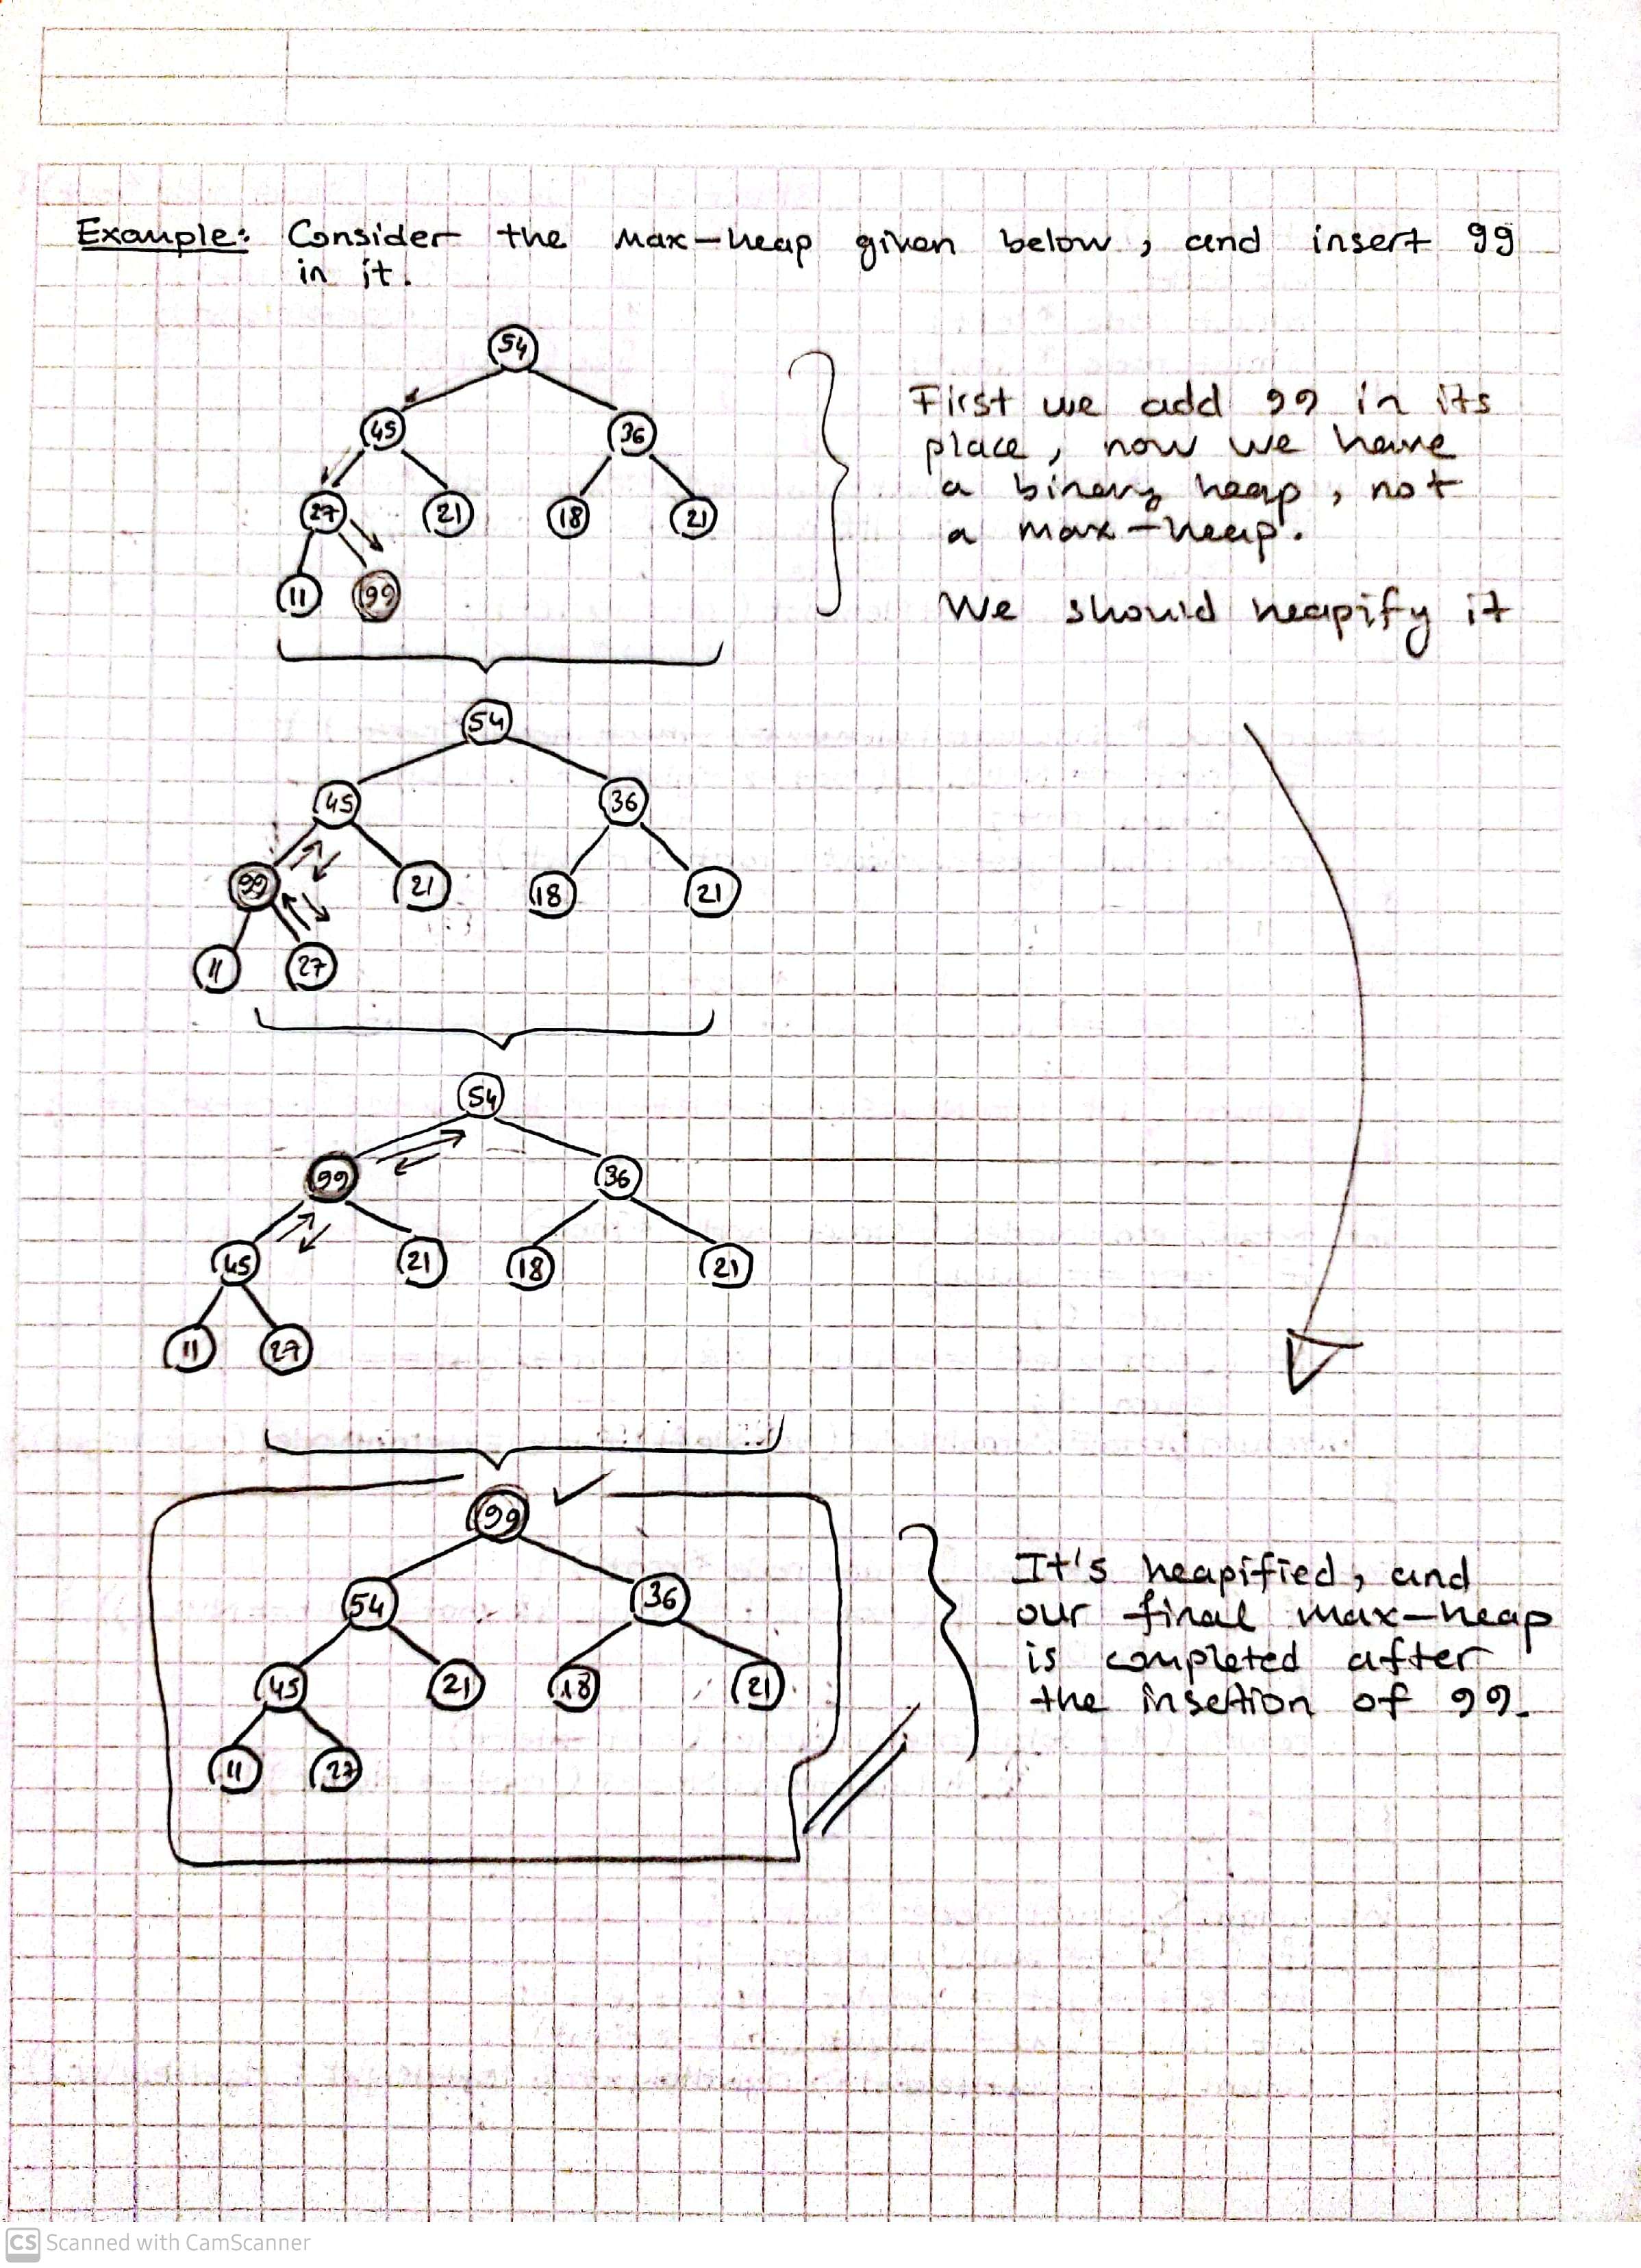 Example: Consider the max-heap given below, and insert 99
in it.
54
45 36
27 21 18 21
11 99
First we add 99 in its
place, now we have
a binary heap, not
a max-heap.
We should heapify it
54
45 36
99 21 18 21
11 27
54
99 36
45 21 18 21
11 27
99
54 36
45 21 18 21
11 27
It's heapified, and
our final max-heap
is completed after
the insertion of 99.
CS Scanned with CamScanner